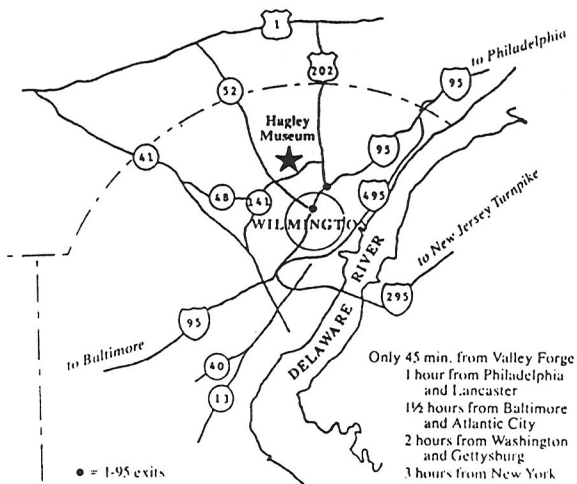 1
202
to Philadelphia
95
52
Hagley
Museum
95
41
495
48
141
WILMINGTON
to New Jersey Turnpike
DELAWARE RIVER
295
95
to Baltimore
40
13
Only 45 min. from Valley Forge
1 hour from Philadelphia
and Lancaster
1½ hours from Baltimore
and Atlantic City
2 hours from Washington
and Gettysburg
3 hours from New York
● = I-95 exits